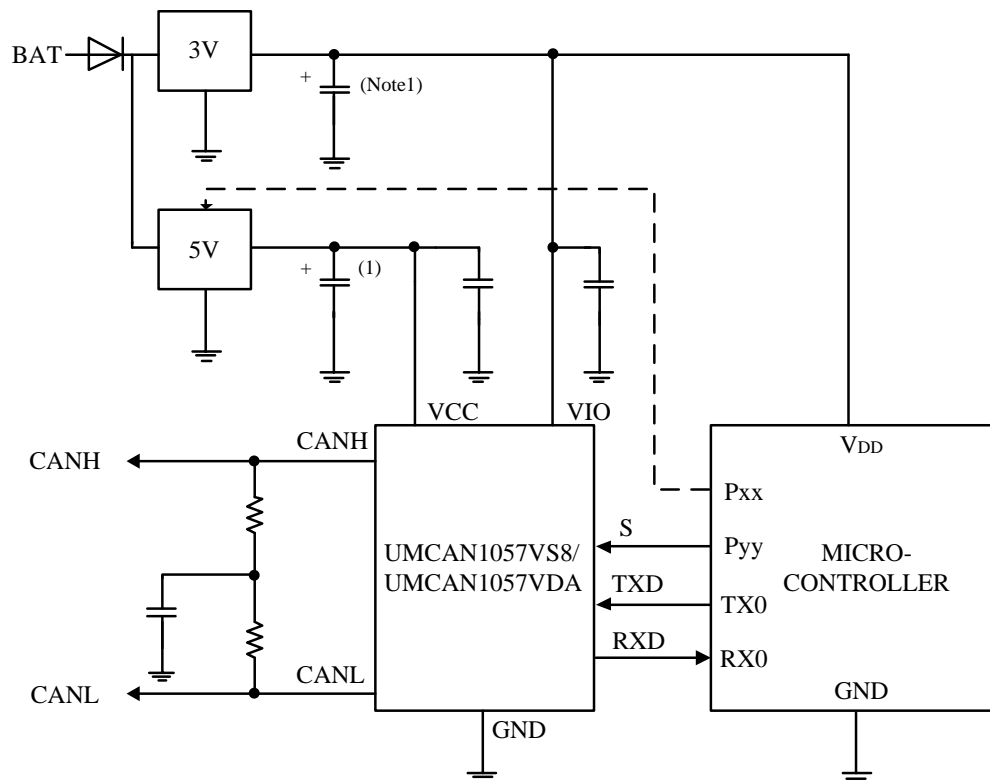 BAT
3V
+
(Note1)
5V
+
(1)
VCC
VIO
CANH
CANH
VDD
Pxx
S
Pyy
UMCAN1057VS8/
UMCAN1057VDA
MICRO-
CONTROLLER
TXD
TX0
RXD
RX0
CANL
CANL
GND
GND